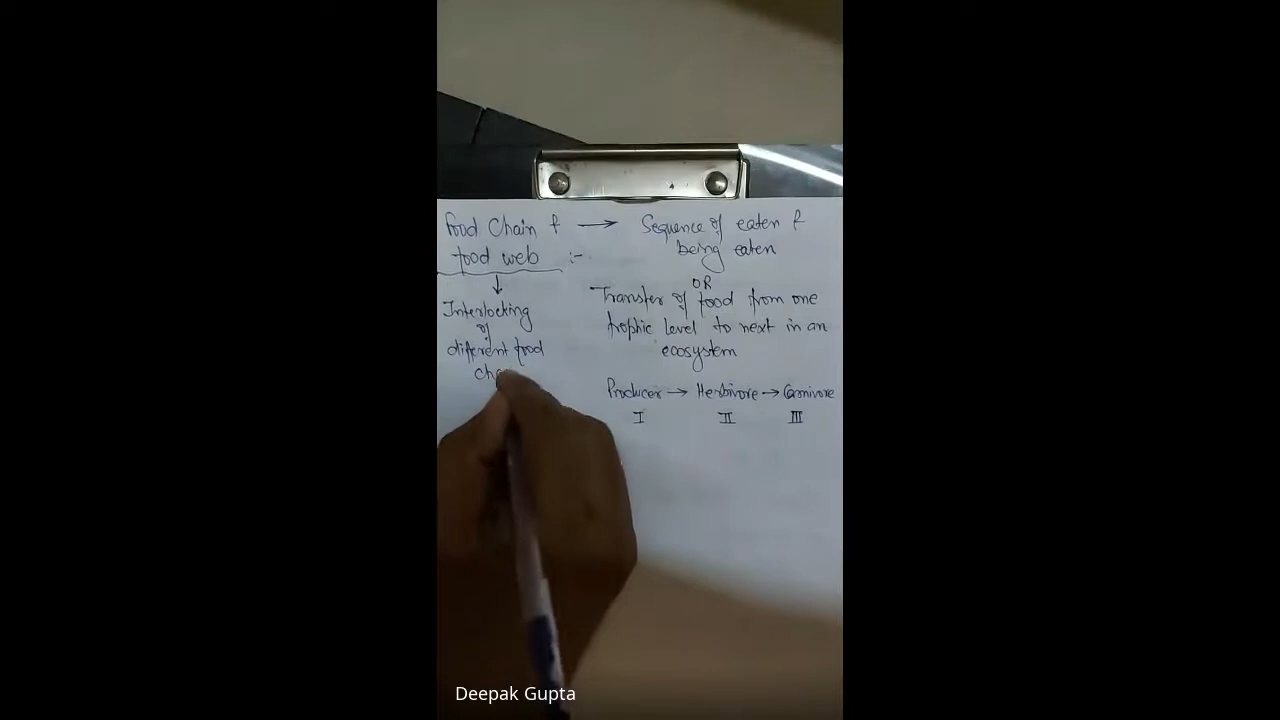 Food Chain & → Sequence of eaten &
being eaten
food web :-
↓
OR
Interlocking
of
different food
cha
Transfer of food from one
trophic level to next in an
ecosystem
Producer → Herbivore → Carnivore
I II III
Deepak Gupta